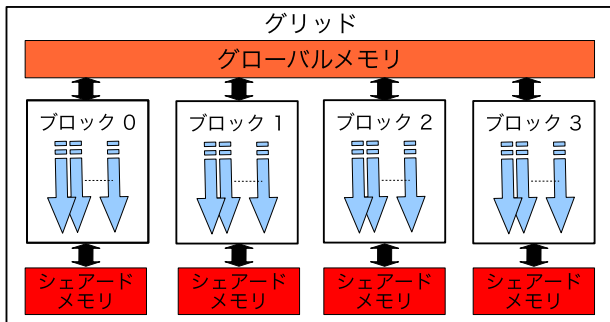 グリッド
グローバルメモリ
ブロック 0
ブロック 1
ブロック 2
ブロック 3
シェアード
メモリ
シェアード
メモリ
シェアード
メモリ
シェアード
メモリ